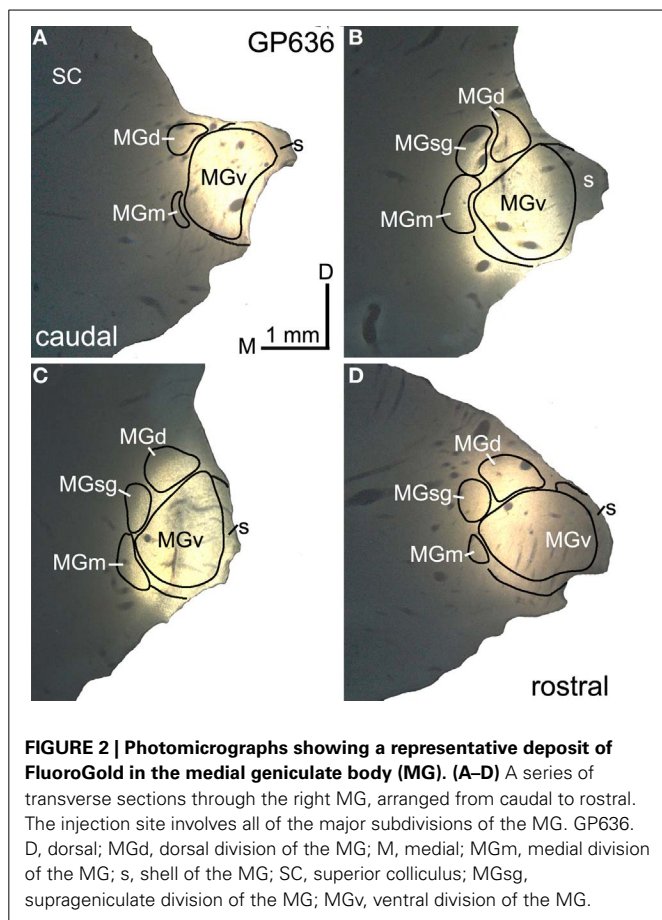 A
GP636
SC
MGd
s
MGv
MGm
caudal
D
M
1 mm
B
MGd
MGsg
s
MGv
MGm
C
MGd
MGsg
s
MGv
MGm
D
MGd
MGsg
s
MGv
MGm
rostral
FIGURE 2 | Photomicrographs showing a representative deposit of
FluoroGold in the medial geniculate body (MG). (A–D) A series of
transverse sections through the right MG, arranged from caudal to rostral.
The injection site involves all of the major subdivisions of the MG. GP636.
D, dorsal; MGd, dorsal division of the MG; M, medial; MGm, medial division
of the MG; s, shell of the MG; SC, superior colliculus; MGsg,
suprageniculate division of the MG; MGv, ventral division of the MG.